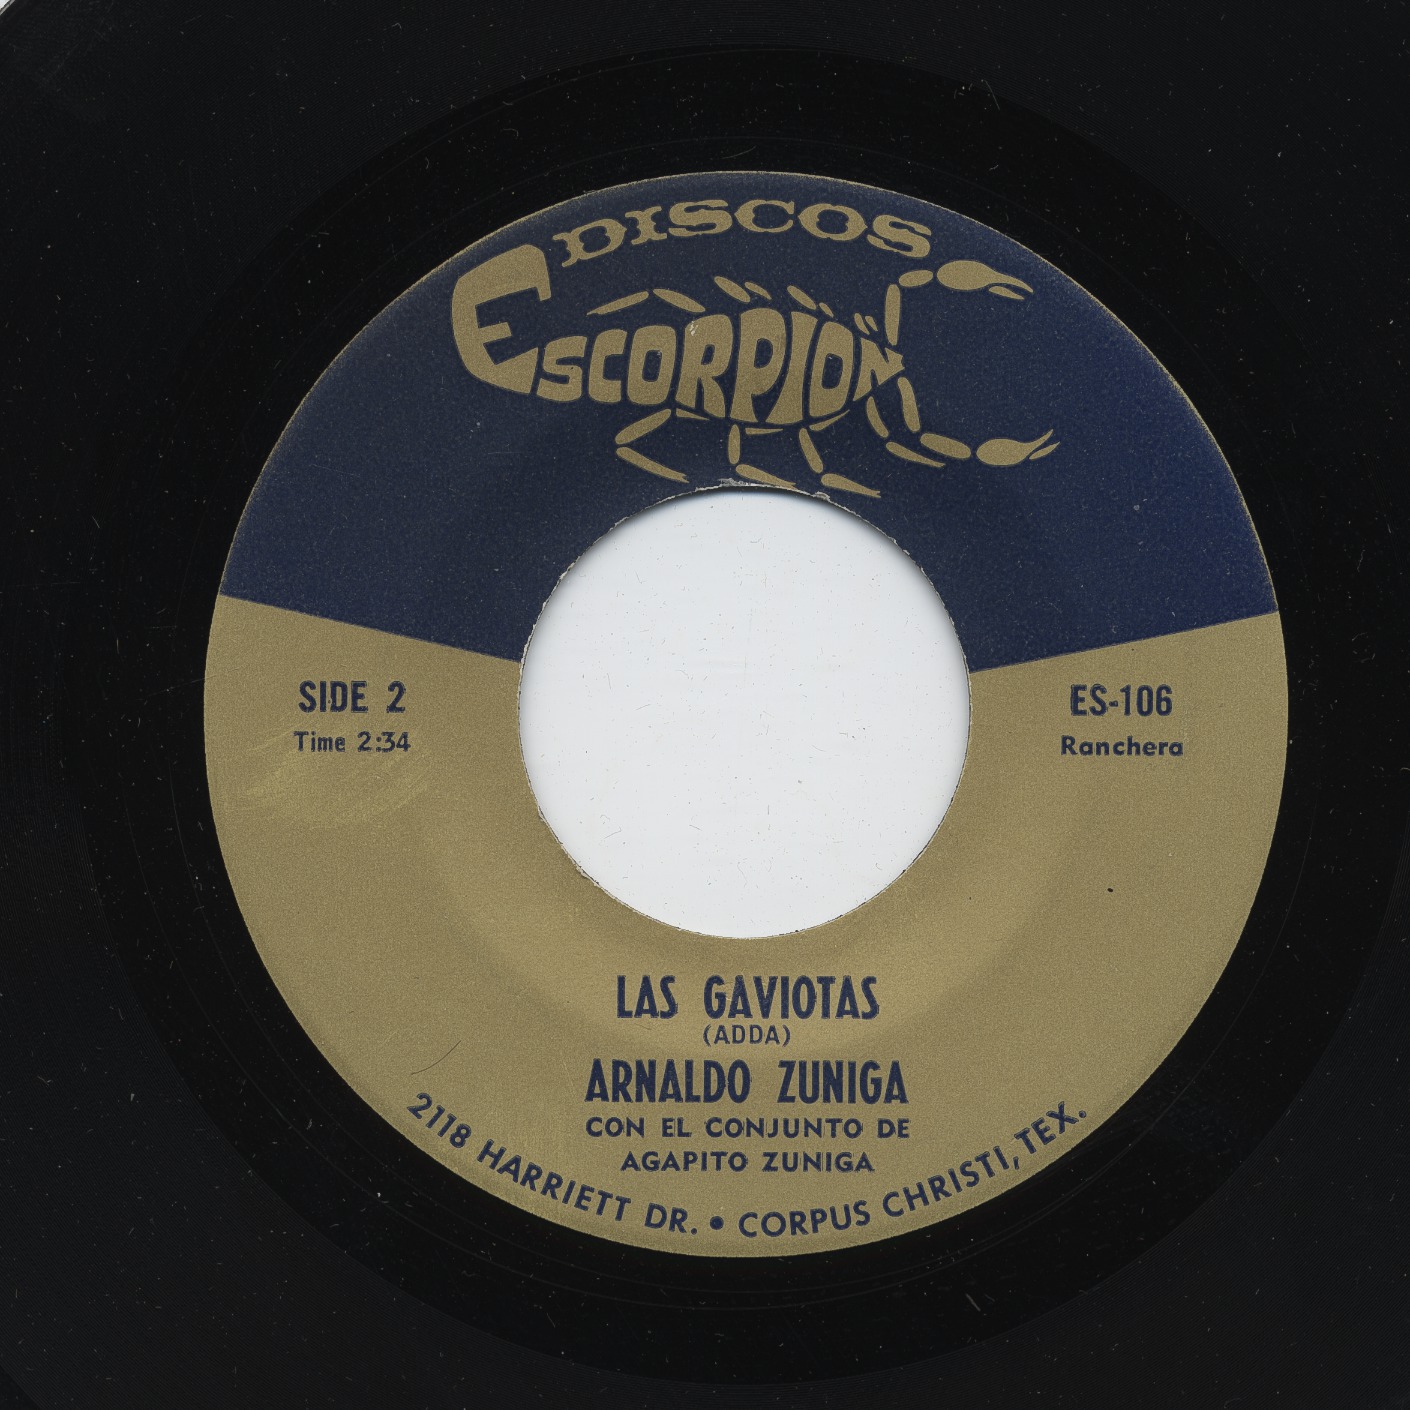 DISCOS
ESCORPION
SIDE 2
Time 2:34
ES-106
Ranchera
LAS GAVIOTAS
(ADDA)
ARNALDO ZUNIGA
CON EL CONJUNTO DE
AGAPITO ZUNIGA
2118 HARRIETT DR. • CORPUS CHRISTI, TEX.